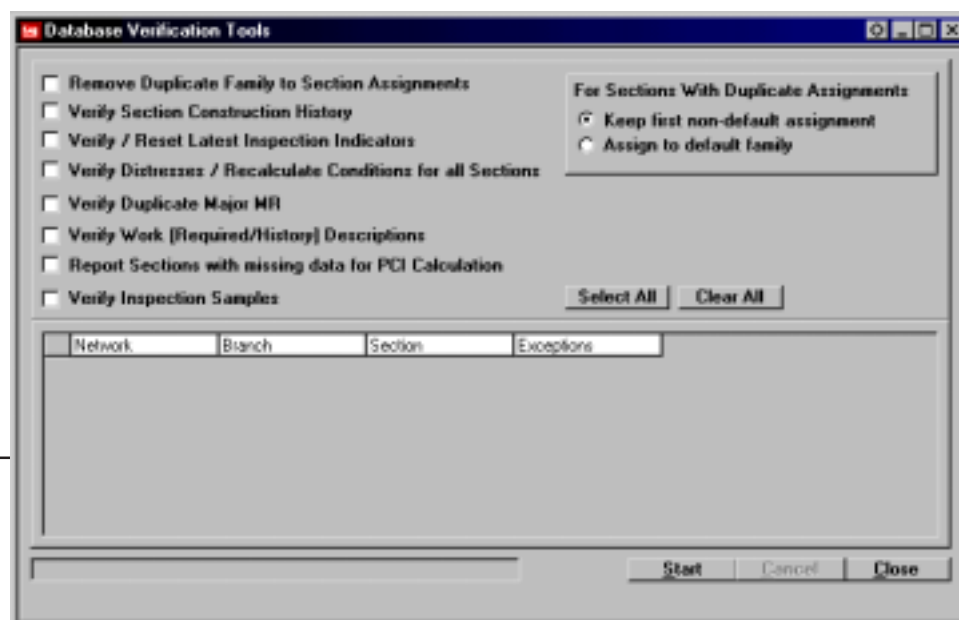 Database Verification Tools
Remove Duplicate Family to Section Assignments
Verify Section Construction History
Verify / Reset Latest Inspection Indicators
Verify Distresses / Recalculate Conditions for all Sections
Verify Duplicate Major MR
Verify Work (Required/History) Descriptions
Report Sections with missing data for PCI Calculation
Verify Inspection Samples
For Sections With Duplicate Assignments
Keep first non-default assignment
Assign to default family
Select All Clear All
Network Branch Section Exceptions
Start Cancel Close